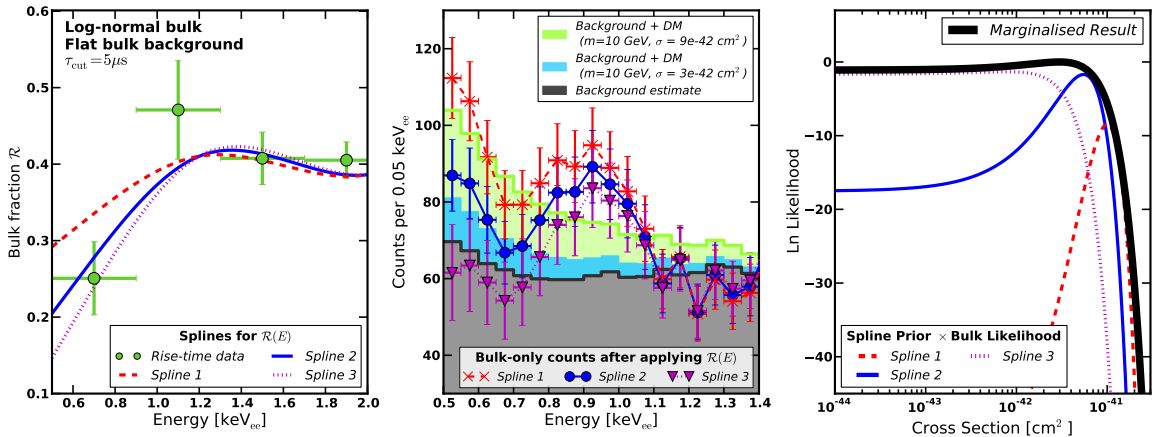 Log-normal bulk
Flat bulk background
τcut=5μs
Bulk fraction R
0.5
0.4
0.3
0.2
0.1
Splines for R(E)
Rise-time data
Spline 1
Spline 2
Spline 3
0.6 0.8 1.0 1.2 1.4 1.6 1.8 2.0
Energy [keVee]
Counts per 0.05 keVee
120
100
80
60
40
Background + DM
(m=10 GeV, σ = 9e-42 cm²)
Background + DM
(m=10 GeV, σ = 3e-42 cm²)
Background estimate
Bulk-only counts after applying R(E)
Spline 1 Spline 2 Spline 3
0.5 0.6 0.7 0.8 0.9 1.0 1.1 1.2 1.3 1.4
Energy [keVee]
Ln Likelihood
0
−10
−20
−30
−40
Marginalised Result
Spline Prior × Bulk Likelihood
Spline 1
Spline 2
Spline 3
10⁻⁴⁴ 10⁻⁴³ 10⁻⁴² 10⁻⁴¹
Cross Section [cm²]